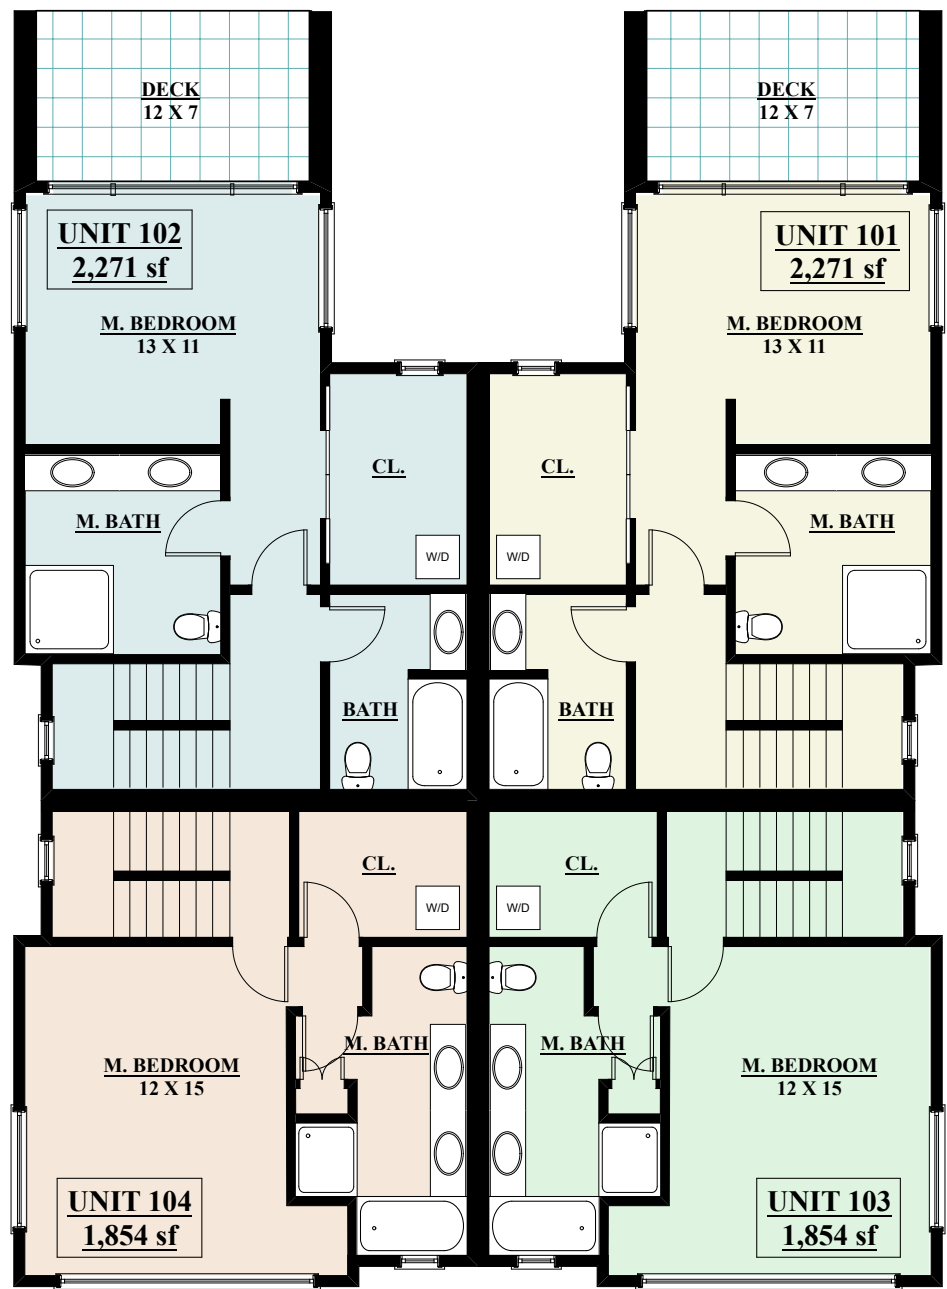 DECK
12 X 7
DECK
12 X 7
UNIT 102
2,271 sf
UNIT 101
2,271 sf
M. BEDROOM
13 X 11
M. BEDROOM
13 X 11
CL.
CL.
M. BATH
M. BATH
W/D
W/D
BATH
BATH
CL.
CL.
W/D
W/D
M. BATH
M. BATH
M. BEDROOM
12 X 15
M. BEDROOM
12 X 15
UNIT 104
1,854 sf
UNIT 103
1,854 sf